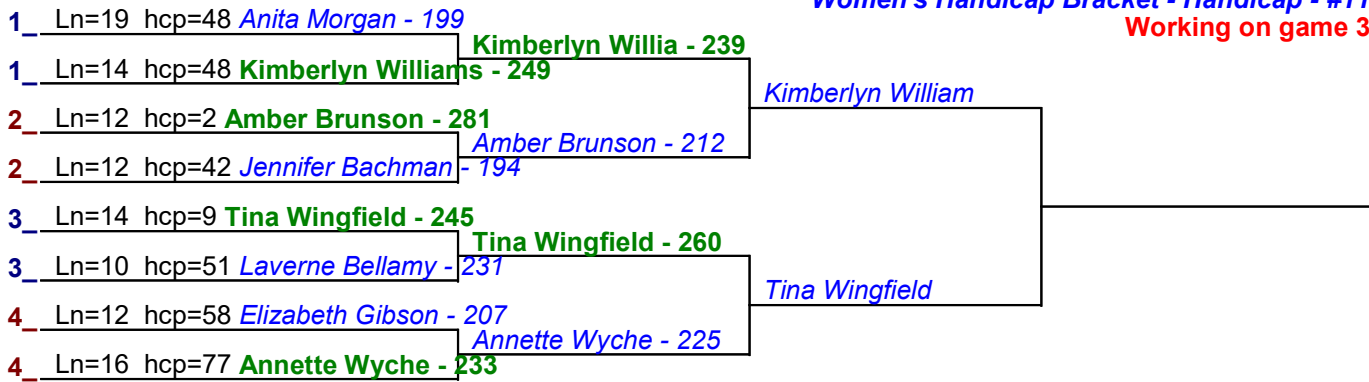 Women's Handicap Bracket - Handicap - #11
Working on game 3
1_ Ln=19 hcp=48 Anita Morgan - 199
Kimberlyn Willia - 239
1_ Ln=14 hcp=48 Kimberlyn Williams - 249
Kimberlyn William
2_ Ln=12 hcp=2 Amber Brunson - 281
Amber Brunson - 212
2_ Ln=12 hcp=42 Jennifer Bachman - 194
3_ Ln=14 hcp=9 Tina Wingfield - 245
Tina Wingfield - 260
3_ Ln=10 hcp=51 Laverne Bellamy - 231
Tina Wingfield
4_ Ln=12 hcp=58 Elizabeth Gibson - 207
Annette Wyche - 225
4_ Ln=16 hcp=77 Annette Wyche - 233